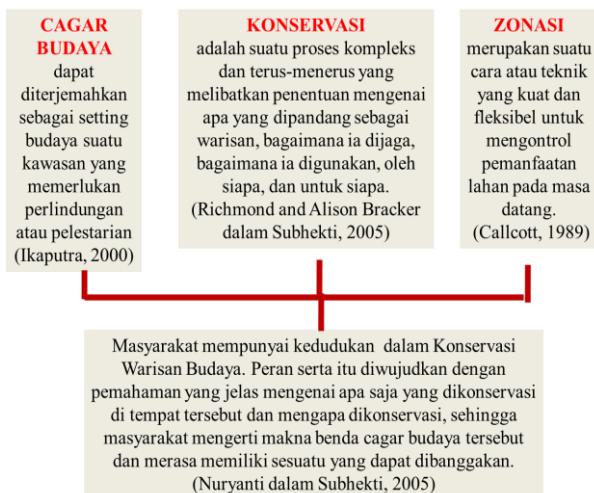 CAGAR
BUDAYA
dapat
diterjemahkan
sebagai setting
budaya suatu
kawasan yang
memerlukan
perlindungan
atau pelestarian
(Ikaputra, 2000)
KONSERVASI
adalah suatu proses kompleks
dan terus-menerus yang
melibatkan penentuan mengenai
apa yang dipandang sebagai
warisan, bagaimana ia dijaga,
bagaimana ia digunakan, oleh
siapa, dan untuk siapa.
(Richmond and Alison Bracker
dalam Subhekti, 2005)
ZONASI
merupakan suatu
cara atau teknik
yang kuat dan
fleksibel untuk
mengontrol
pemanfaatan
lahan pada masa
datang.
(Callcott, 1989)
Masyarakat mempunyai kedudukan dalam Konservasi
Warisan Budaya. Peran serta itu diwujudkan dengan
pemahaman yang jelas mengenai apa saja yang dikonservasi
di tempat tersebut dan mengapa dikonservasi, sehingga
masyarakat mengerti makna benda cagar budaya tersebut
dan merasa memiliki sesuatu yang dapat dibanggakan.
(Nuryanti dalam Subhekti, 2005)